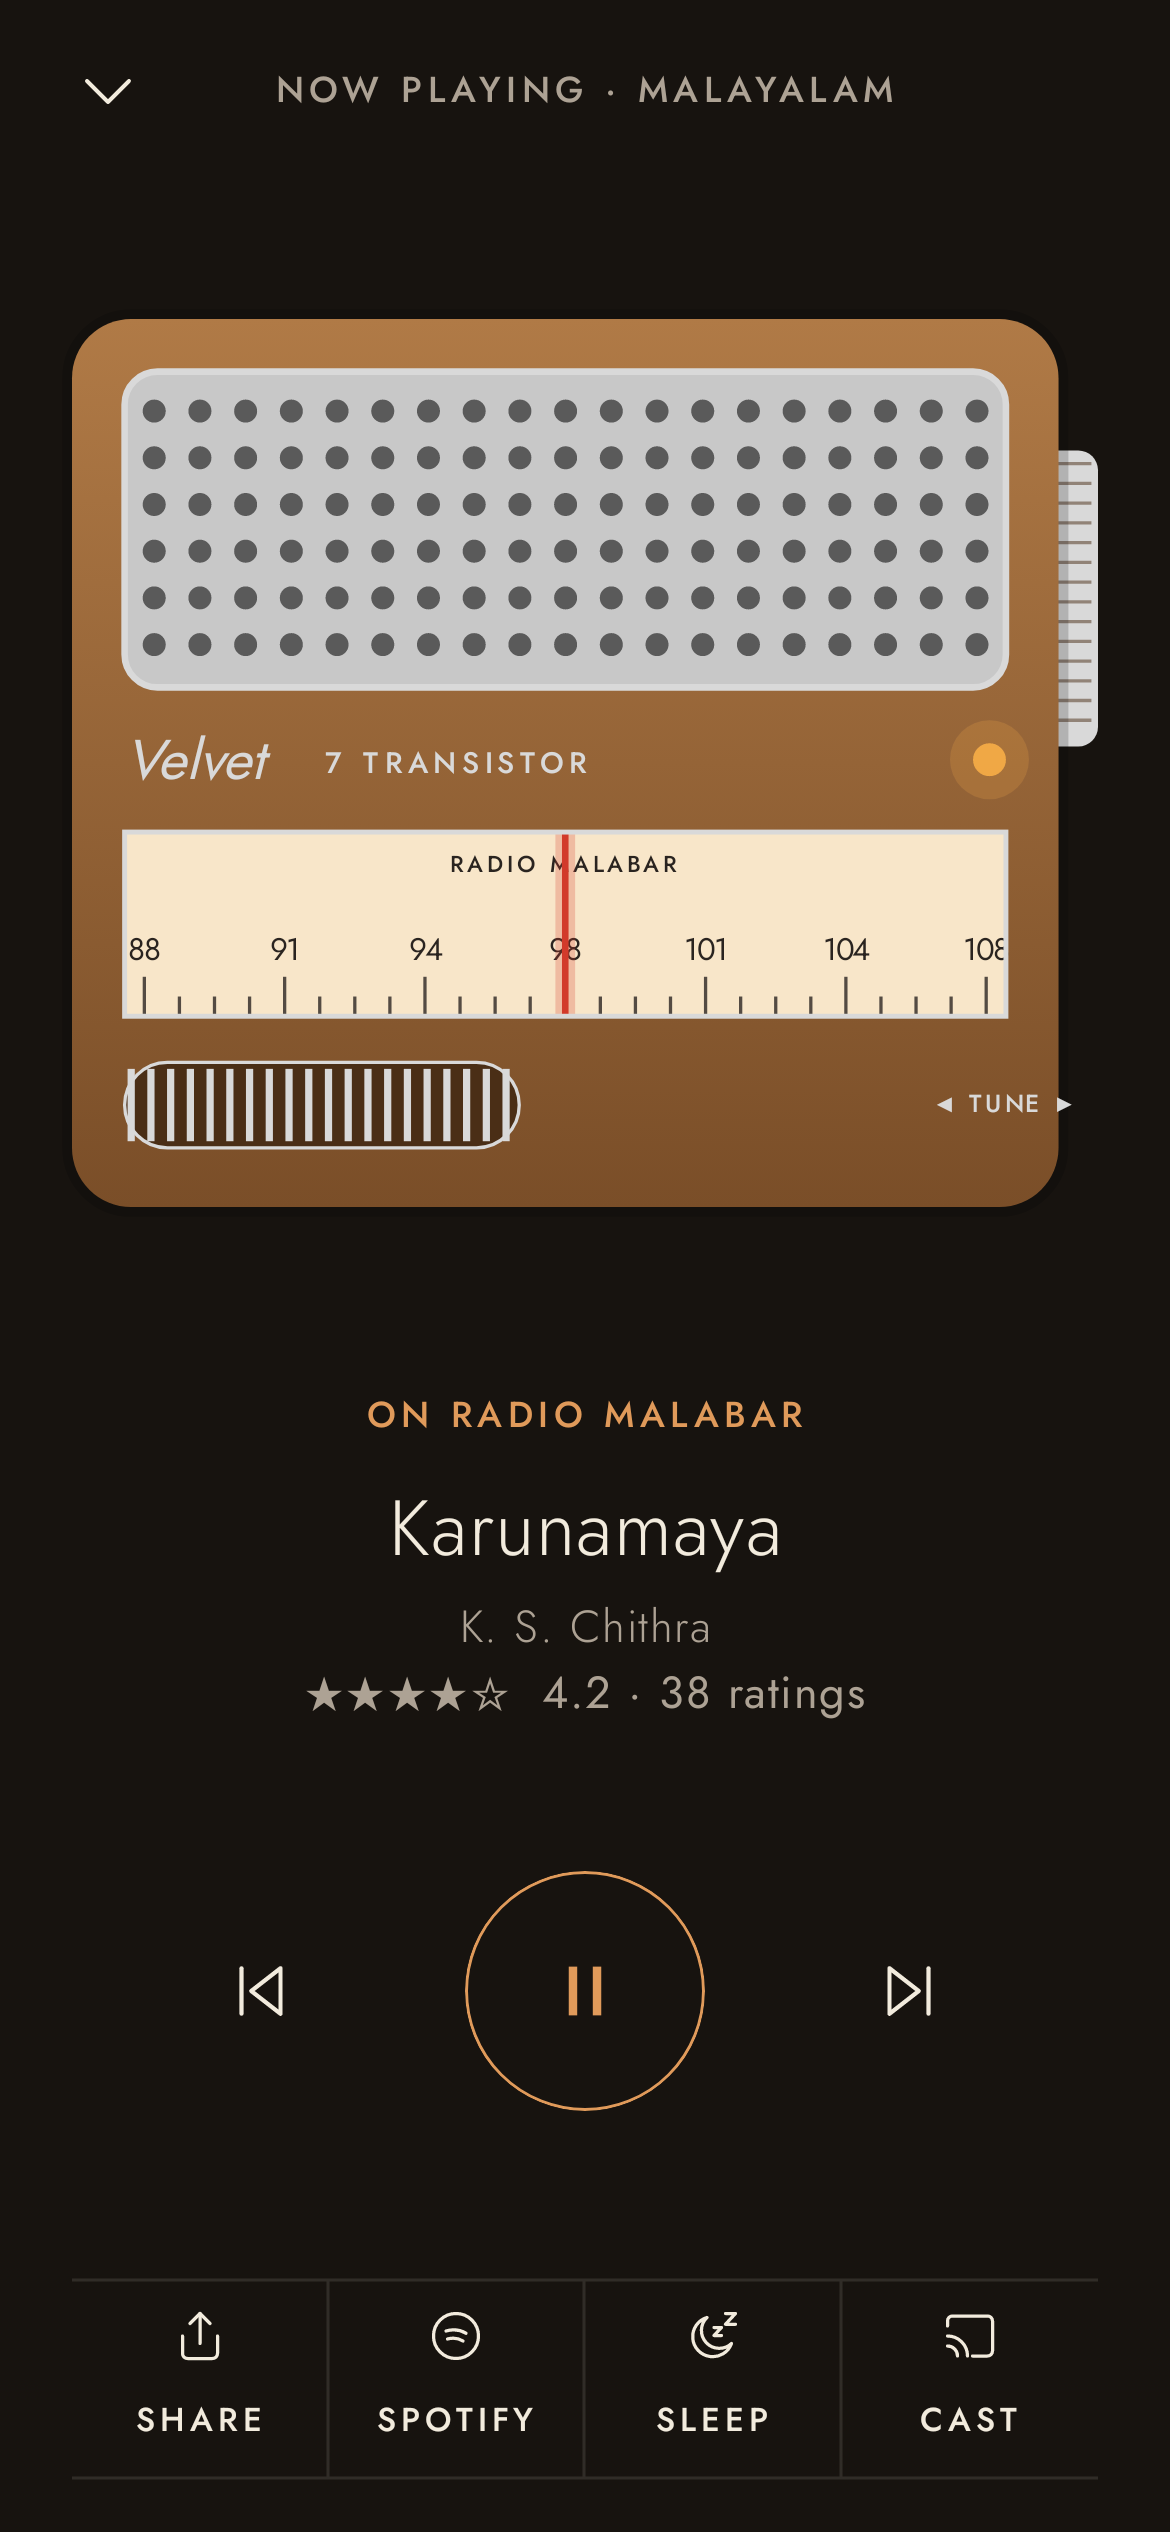 NOW PLAYING · MALAYALAM
Velvet 7 TRANSISTOR
RADIO MALABAR
88 91 94 98 101 104 108
◄ TUNE ►
ON RADIO MALABAR
Karunamaya
K. S. Chithra
★★★★☆ 4.2 · 38 ratings
SHARE SPOTIFY SLEEP CAST